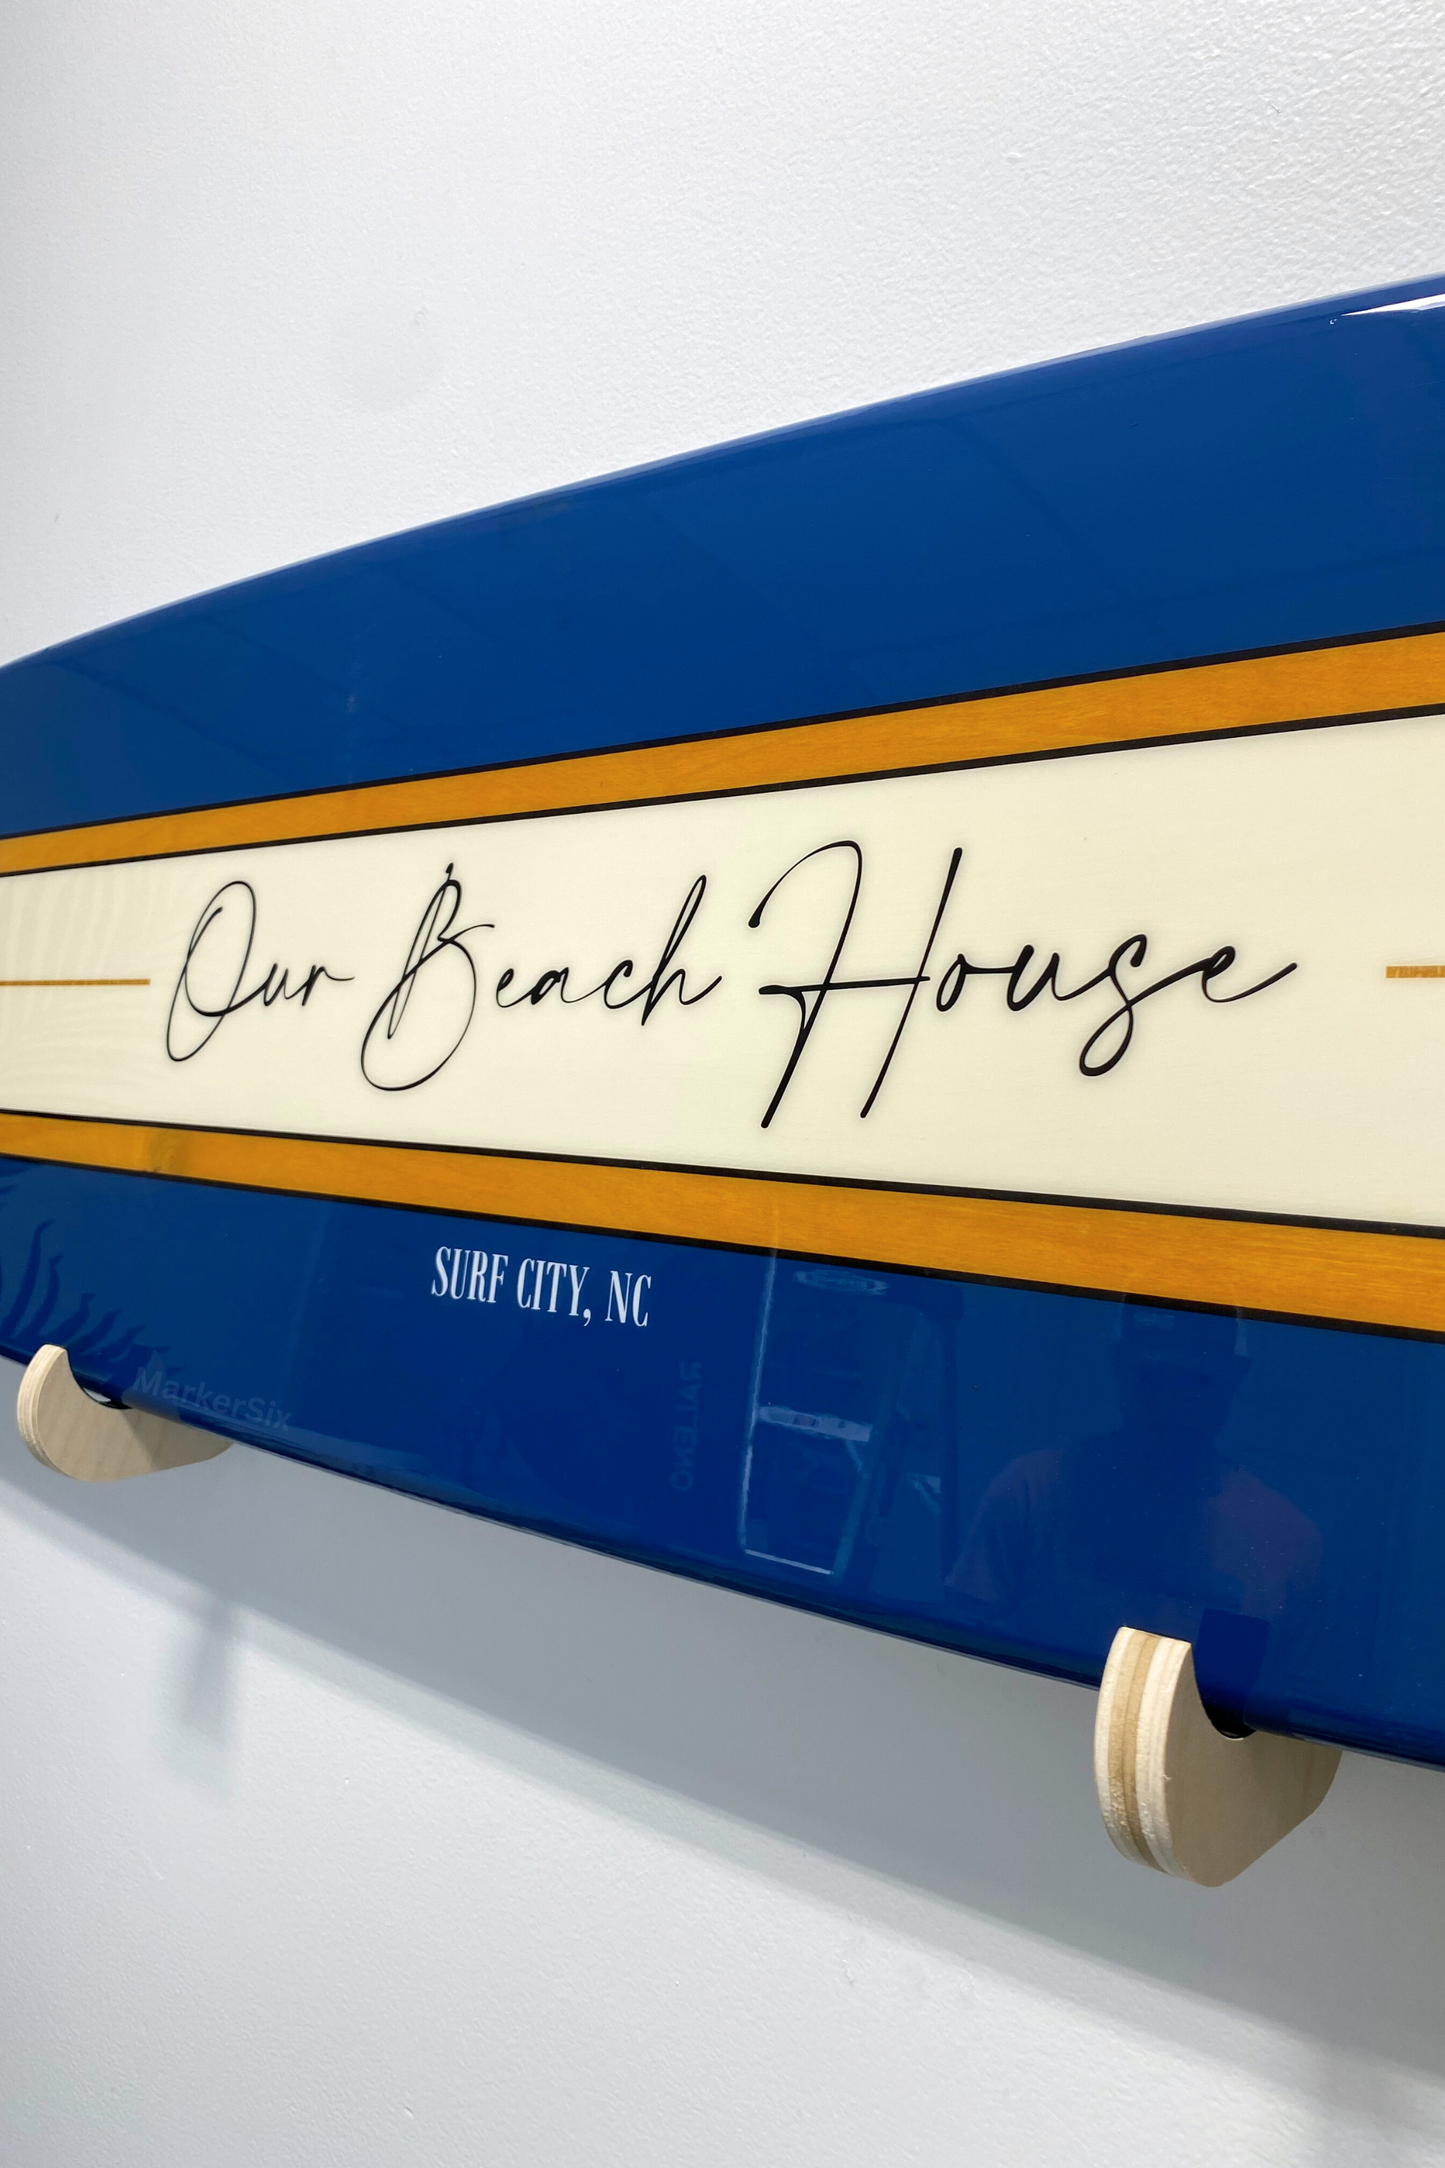 Our Beach House
SURF CITY, NC
MarkerSix